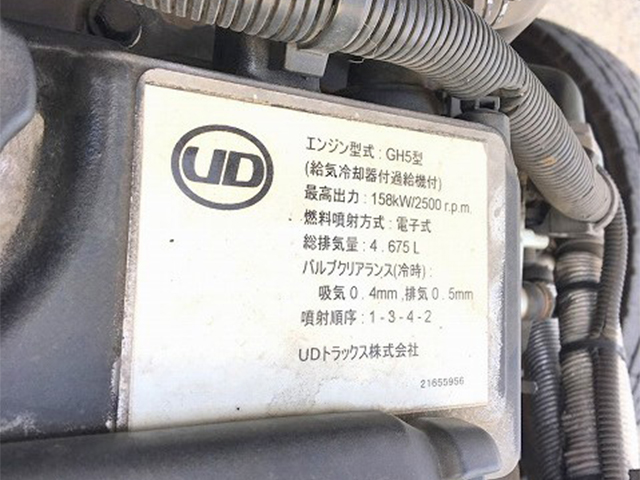 UD
エンジン型式 : GH5型
(給気冷却器付過給機付)
最高出力 : 158kW/2500 r.p.m.
燃料噴射方式 : 電子式
総排気量 : 4.675 L
バルブクリアランス(冷時) :
吸気 0.4mm ,排気 0.5mm
噴射順序 : 1-3-4-2
UDトラックス株式会社
21655956